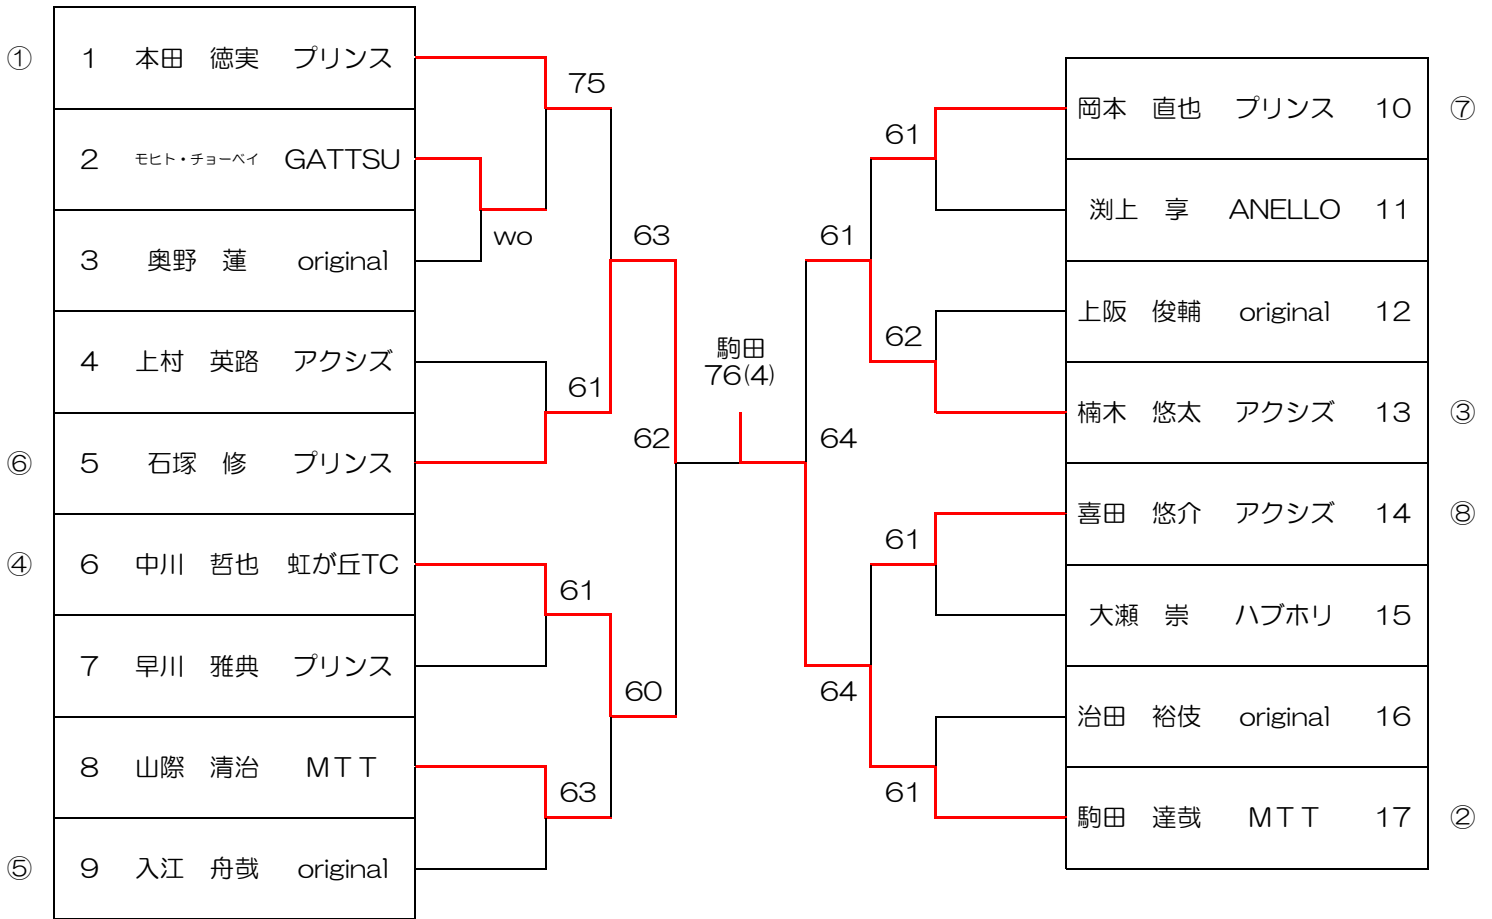 ① 1 本田 徳実 プリンス
2 モヒト・チョーベイ GATTSU
3 奥野 蓮 original
4 上村 英路 アクシズ
⑥ 5 石塚 修 プリンス
④ 6 中川 哲也 虹が丘TC
7 早川 雅典 プリンス
8 山際 清治 MTT
⑤ 9 入江 舟哉 original
75
wo
63
61
62
61
60
63
駒田
76(4)
61
61
62
64
61
64
61
岡本 直也 プリンス 10 ⑦
渕上 享 ANELLO 11
上阪 俊輔 original 12
楠木 悠太 アクシズ 13 ③
喜田 悠介 アクシズ 14 ⑧
大瀬 崇 ハブホリ 15
治田 裕伎 original 16
駒田 達哉 MTT 17 ②